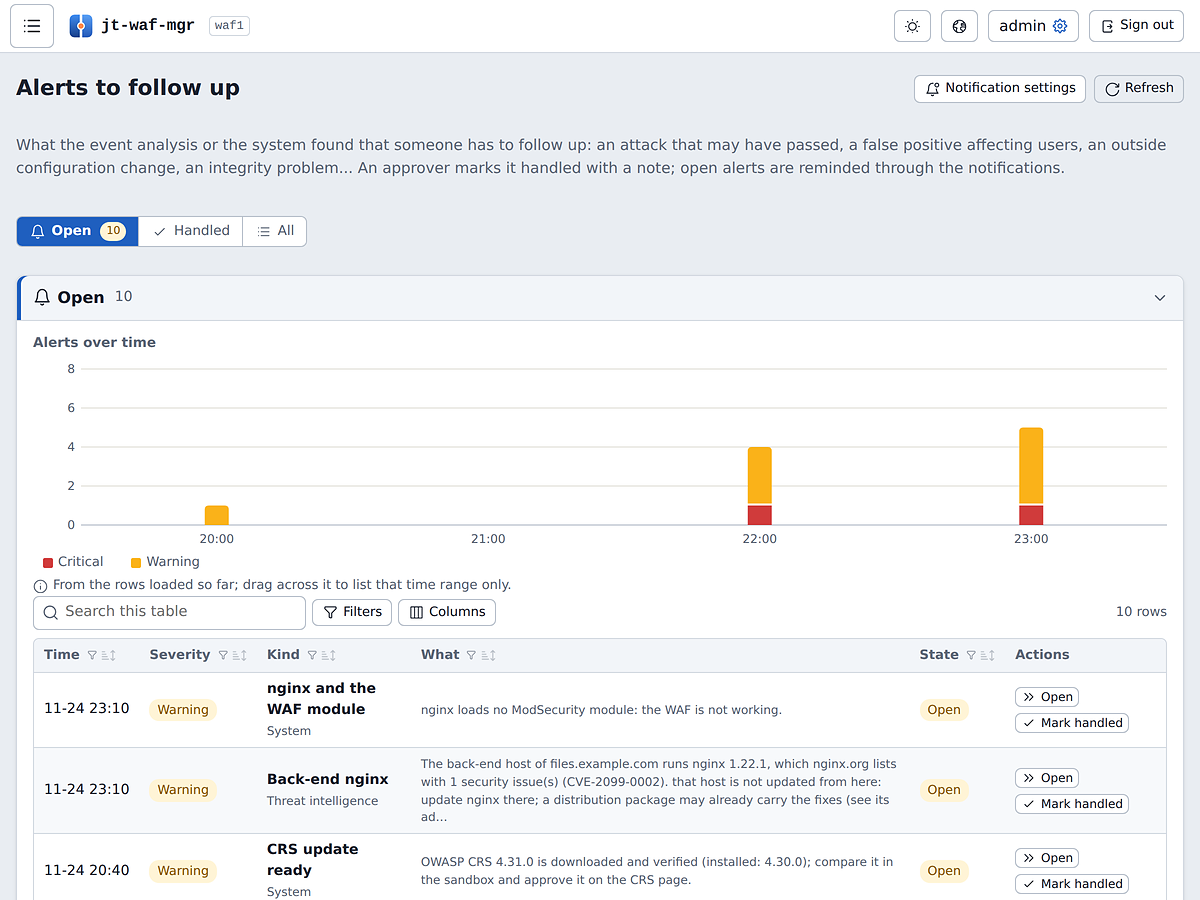 jt-waf-mgr waf1 admin Sign out
Alerts to follow up
Notification settings Refresh
What the event analysis or the system found that someone has to follow up: an attack that may have passed, a false positive affecting users, an outside
configuration change, an integrity problem... An approver marks it handled with a note; open alerts are reminded through the notifications.
Open 10 Handled All
Open 10
Alerts over time
8
6
4
2
0
20:00 21:00 22:00 23:00
Critical Warning
From the rows loaded so far; drag across it to list that time range only.
Search this table Filters Columns 10 rows
Time Severity Kind What State Actions
11-24 23:10 Warning
nginx and the
WAF module
System
nginx loads no ModSecurity module: the WAF is not working.
Open
Open
Mark handled
11-24 23:10 Warning
Back-end nginx
Threat intelligence
The back-end host of files.example.com runs nginx 1.22.1, which nginx.org lists
with 1 security issue(s) (CVE-2099-0002). that host is not updated from here:
update nginx there; a distribution package may already carry the fixes (see its
ad...
Open
Open
Mark handled
11-24 20:40 Warning
CRS update
ready
System
OWASP CRS 4.31.0 is downloaded and verified (installed: 4.30.0); compare it in
the sandbox and approve it on the CRS page.
Open
Open
Mark handled